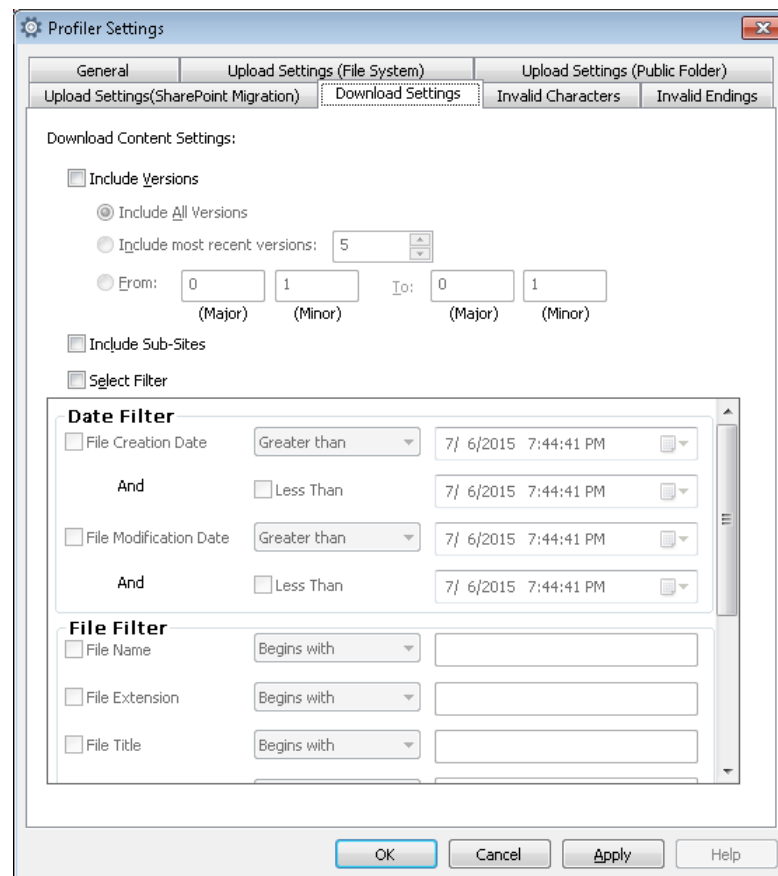 Profiler Settings
General
Upload Settings (File System)
Upload Settings (Public Folder)
Upload Settings(SharePoint Migration)
Download Settings
Invalid Characters
Invalid Endings
Download Content Settings:
Include Versions
Include All Versions
Include most recent versions: 5
From: 0 1 To: 0 1
(Major) (Minor) (Major) (Minor)
Include Sub-Sites
Select Filter
Date Filter
File Creation Date Greater than 7/ 6/2015 7:44:41 PM
And Less Than 7/ 6/2015 7:44:41 PM
File Modification Date Greater than 7/ 6/2015 7:44:41 PM
And Less Than 7/ 6/2015 7:44:41 PM
File Filter
File Name Begins with
File Extension Begins with
File Title Begins with
OK Cancel Apply Help